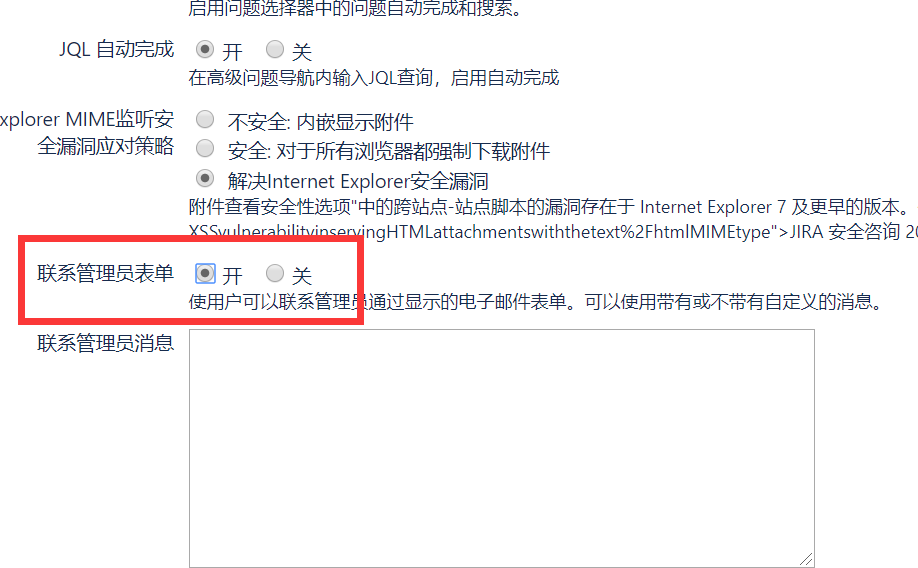 启用问题选择器中的问题自动完成和搜索。
JQL 自动完成 开 关
在高级问题导航内输入JQL查询，启用自动完成
xplorer MIME监听安全漏洞应对策略
不安全: 内嵌显示附件
安全: 对于所有浏览器都强制下载附件
解决Internet Explorer安全漏洞
附件查看安全性选项"中的跨站点-站点脚本的漏洞存在于 Internet Explorer 7 及更早的版本。
XSSvulnerabilityinservingHTMLattachmentswiththetext%2FhtmlMIMEtype">JIRA 安全咨询 20
联系管理员表单 开 关
使用户可以联系管理员通过显示的电子邮件表单。可以使用带有或不带有自定义的消息。
联系管理员消息